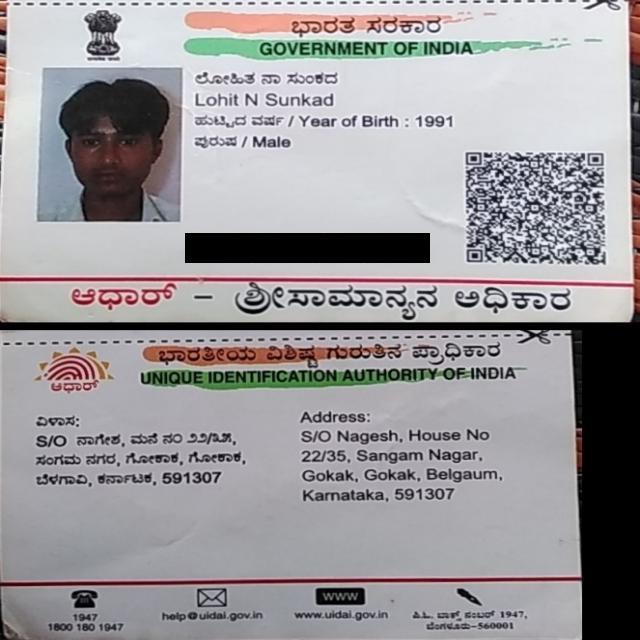 ಭಾರತ ಸರಕಾರ
GOVERNMENT OF INDIA
ಲೋಹಿತ ನಾ ಸುಂಕದ
Lohit N Sunkad
ಹುಟ್ಟಿದ ವರ್ಷ / Year of Birth : 1991
ಪುರುಷ / Male
ಆಧಾರ್ – ಶ್ರೀಸಾಮಾನ್ಯನ ಅಧಿಕಾರ
ಭಾರತೀಯ ವಿಶಿಷ್ಟ ಗುರುತಿನ ಪ್ರಾಧಿಕಾರ
UNIQUE IDENTIFICATION AUTHORITY OF INDIA
ಆಧಾರ್
ವಿಳಾಸ:
S/O ನಾಗೇಶ, ಮನೆ ನಂ ೨೨/೩೫,
ಸಂಗಮ ನಗರ, ಗೋಕಾಕ, ಗೋಕಾಕ,
ಬೆಳಗಾವಿ, ಕರ್ನಾಟಕ, 591307
Address:
S/O Nagesh, House No
22/35, Sangam Nagar,
Gokak, Gokak, Belgaum,
Karnataka, 591307
1947
1800 180 1947
help@uidai.gov.in
WWW
www.uidai.gov.in
ಪಿ.ಓ. ಬಾಕ್ಸ್ ನಂಬರ್ 1947,
ಬೆಂಗಳೂರು-560001